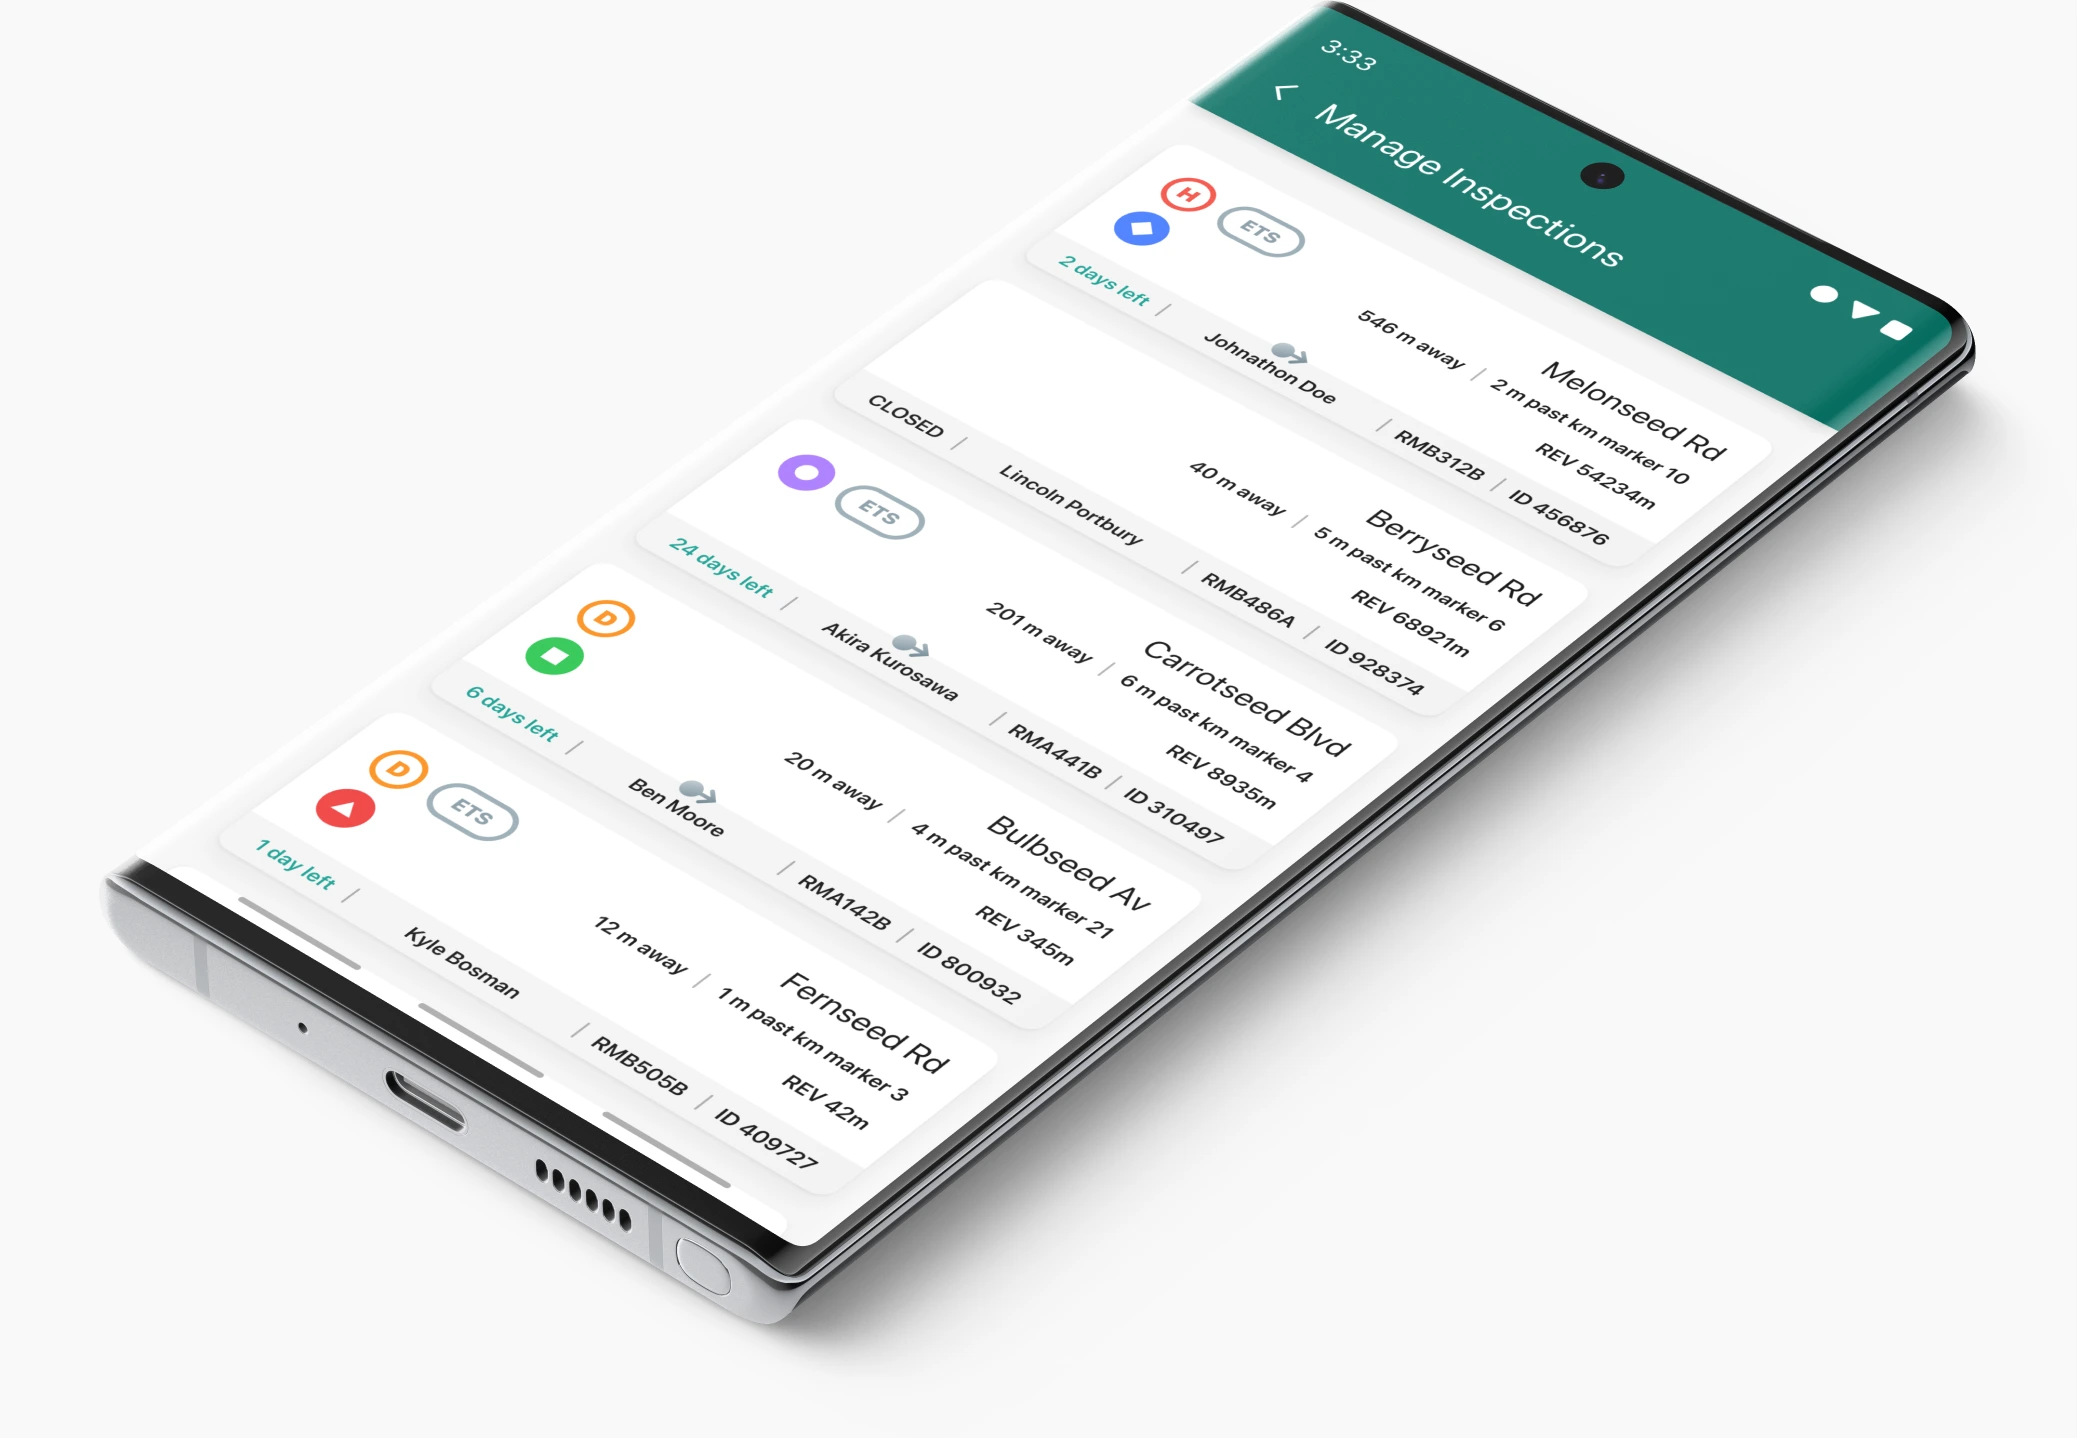 3:33
Manage Inspections
H ETS
Melonseed Rd
546 m away | 2 m past km marker 10
REV 54234m
2 days left | Johnathon Doe | RMB312B | ID 456876
Berryseed Rd
40 m away | 5 m past km marker 6
REV 68921m
CLOSED | Lincoln Portbury | RMB486A | ID 928374
ETS
Carrotseed Blvd
201 m away | 6 m past km marker 4
REV 8935m
24 days left | Akira Kurosawa | RMA441B | ID 310497
D
Bulbseed Av
20 m away | 4 m past km marker 21
REV 345m
6 days left | Ben Moore | RMA142B | ID 800932
D ETS
Fernseed Rd
12 m away | 1 m past km marker 3
REV 42m
1 day left | Kyle Bosman | RMB505B | ID 409727